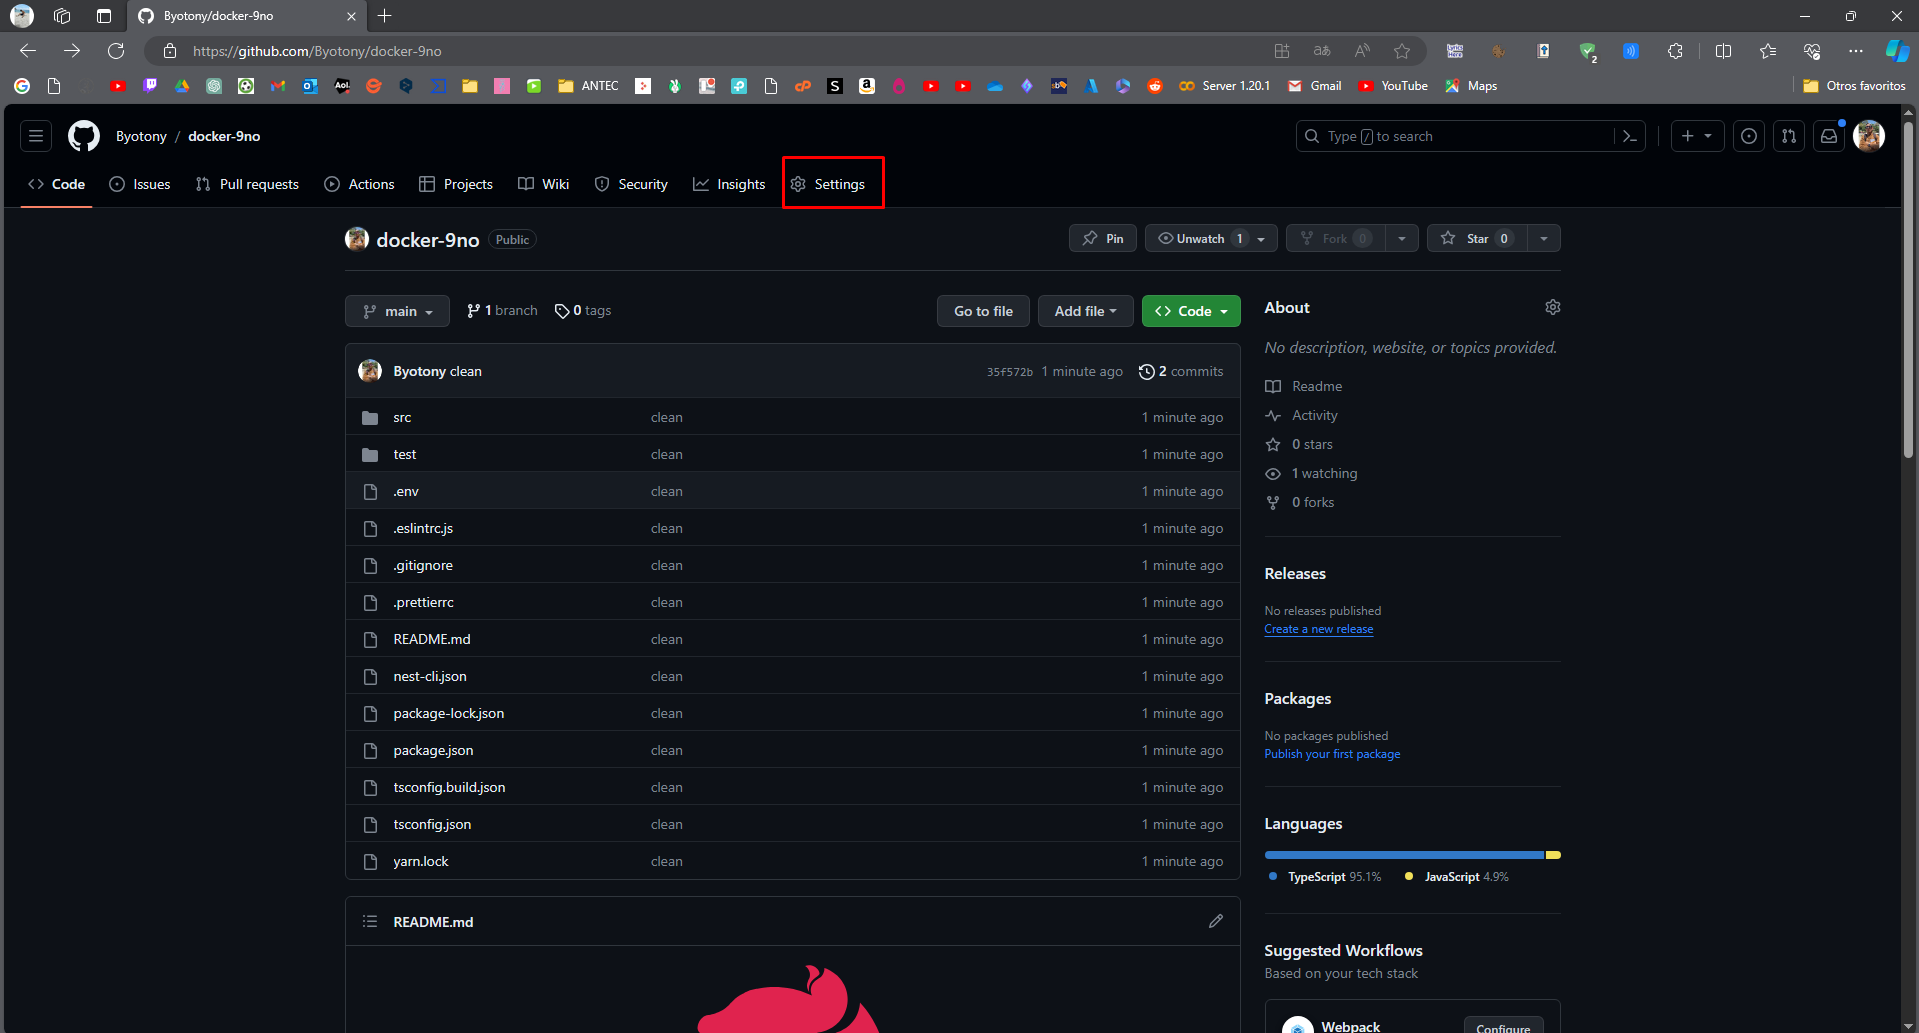 Byotony/docker-9no
https://github.com/Byotony/docker-9no
2
Aol.
ANTEC
S
a
Server 1.20.1
Gmail
YouTube
Maps
Otros favoritos
Byotony / docker-9no
Type / to search
Code
Issues
Pull requests
Actions
Projects
Wiki
Security
Insights
Settings
docker-9no Public
Pin
Unwatch 1
Fork 0
Star 0
main
1 branch
0 tags
Go to file
Add file
Code
Byotony clean 35f572b 1 minute ago 2 commits
src clean 1 minute ago
test clean 1 minute ago
.env clean 1 minute ago
.eslintrc.js clean 1 minute ago
.gitignore clean 1 minute ago
.prettierrc clean 1 minute ago
README.md clean 1 minute ago
nest-cli.json clean 1 minute ago
package-lock.json clean 1 minute ago
package.json clean 1 minute ago
tsconfig.build.json clean 1 minute ago
tsconfig.json clean 1 minute ago
yarn.lock clean 1 minute ago
README.md
About
No description, website, or topics provided.
Readme
Activity
0 stars
1 watching
0 forks
Releases
No releases published
Create a new release
Packages
No packages published
Publish your first package
Languages
TypeScript 95.1%
JavaScript 4.9%
Suggested Workflows
Based on your tech stack
Webpack
Configure